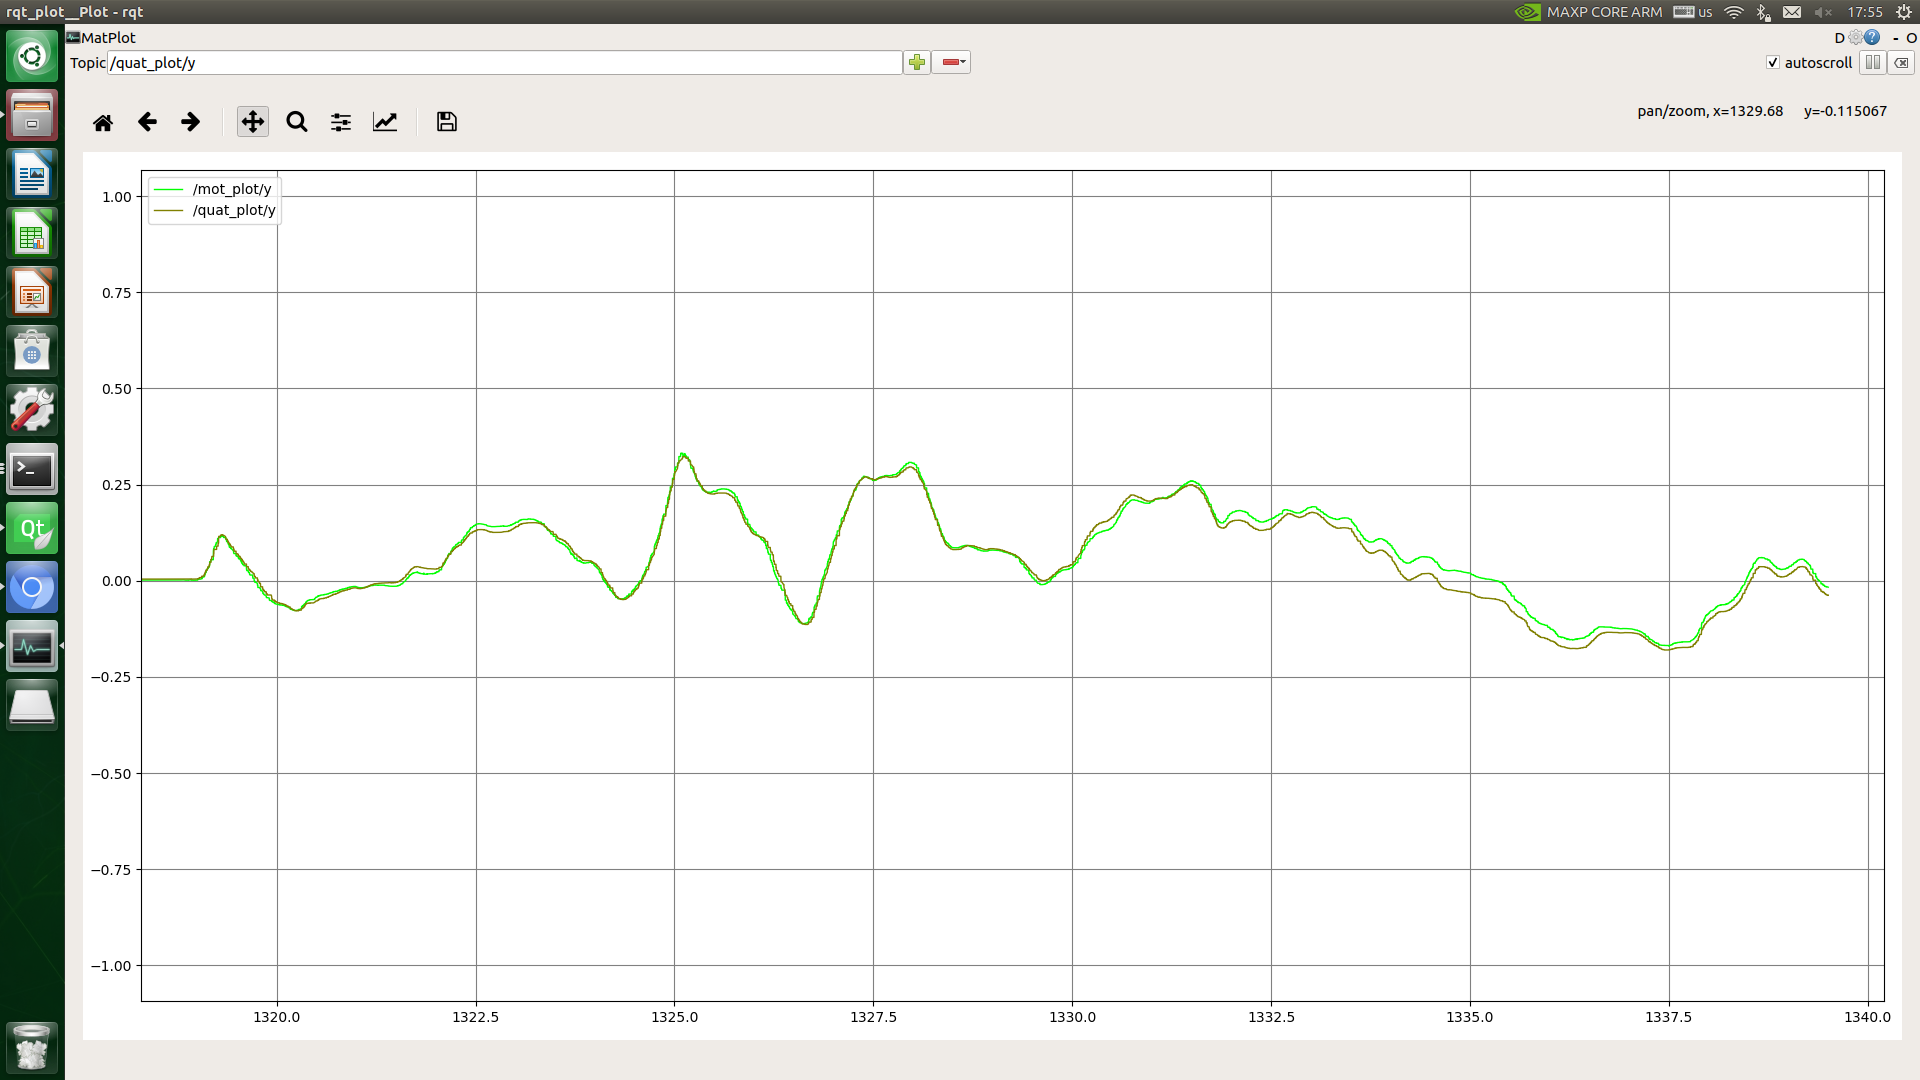 rqt_plot__Plot - rqt
MAXP CORE ARM us 17:55
MatPlot
D ? - O
Topic /quat_plot/y
autoscroll
pan/zoom, x=1329.68 y=-0.115067
/mot_plot/y
/quat_plot/y
1.00
0.75
0.50
0.25
0.00
−0.25
−0.50
−0.75
−1.00
1320.0 1322.5 1325.0 1327.5 1330.0 1332.5 1335.0 1337.5 1340.0
>_
Qt